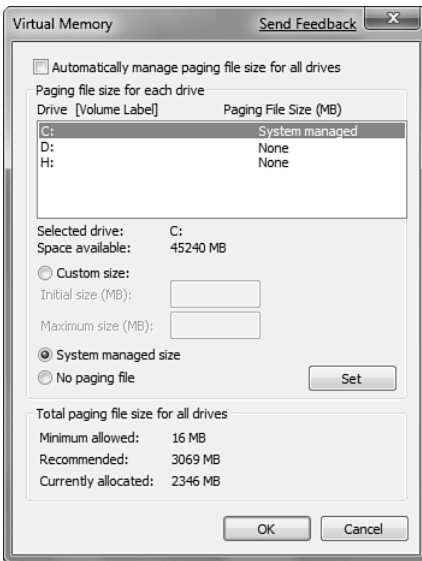 Virtual Memory Send Feedback X
Automatically manage paging file size for all drives
Paging file size for each drive
Drive [Volume Label] Paging File Size (MB)
C: System managed
D: None
H: None
Selected drive: C:
Space available: 45240 MB
Custom size:
Initial size (MB):
Maximum size (MB):
System managed size
No paging file Set
Total paging file size for all drives
Minimum allowed: 16 MB
Recommended: 3069 MB
Currently allocated: 2346 MB
OK Cancel